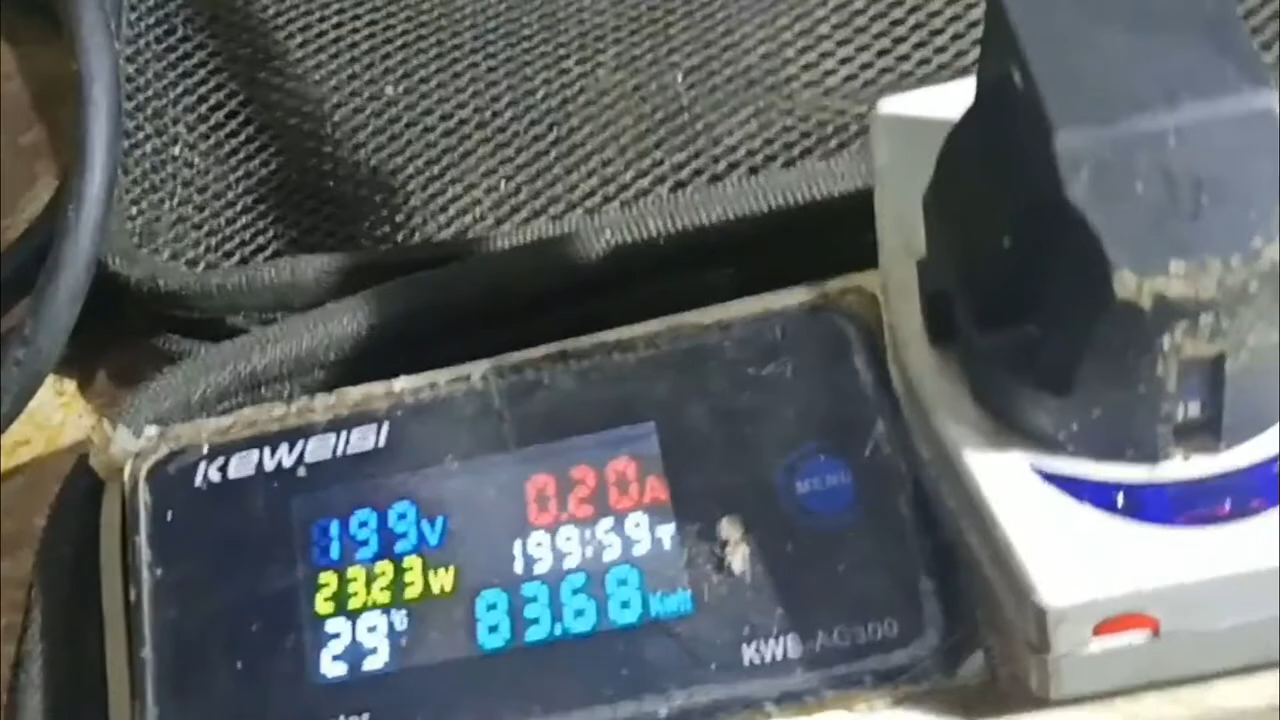 KEWEISI
199V 0.20A
23.23W 199:59T
29℃ 83.68Kwh
MENU
KWS-AC300